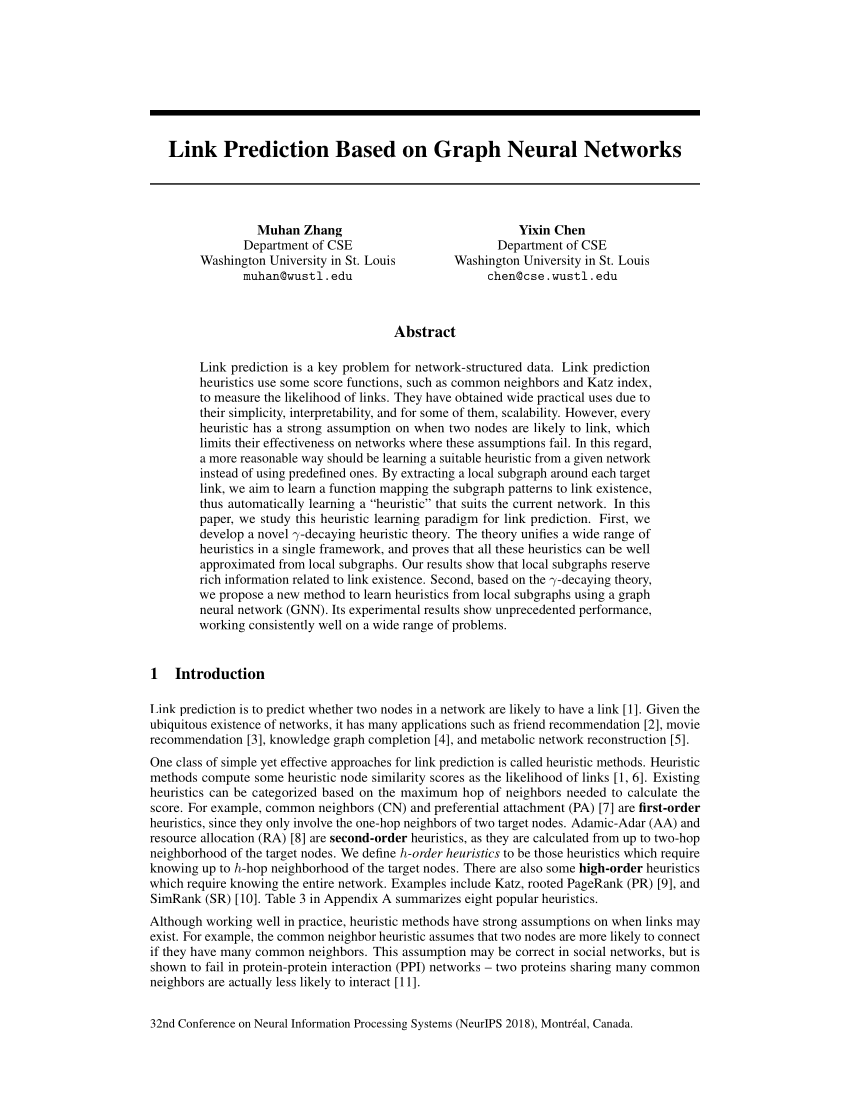 Link Prediction Based on Graph Neural Networks
Muhan Zhang
Department of CSE
Washington University in St. Louis
muhan@wustl.edu
Yixin Chen
Department of CSE
Washington University in St. Louis
chen@cse.wustl.edu
Abstract
Link prediction is a key problem for network-structured data. Link prediction
heuristics use some score functions, such as common neighbors and Katz index,
to measure the likelihood of links. They have obtained wide practical uses due to
their simplicity, interpretability, and for some of them, scalability. However, every
heuristic has a strong assumption on when two nodes are likely to link, which
limits their effectiveness on networks where these assumptions fail. In this regard,
a more reasonable way should be learning a suitable heuristic from a given network
instead of using predefined ones. By extracting a local subgraph around each target
link, we aim to learn a function mapping the subgraph patterns to link existence,
thus automatically learning a “heuristic” that suits the current network. In this
paper, we study this heuristic learning paradigm for link prediction. First, we
develop a novel γ-decaying heuristic theory. The theory unifies a wide range of
heuristics in a single framework, and proves that all these heuristics can be well
approximated from local subgraphs. Our results show that local subgraphs reserve
rich information related to link existence. Second, based on the γ-decaying theory,
we propose a new method to learn heuristics from local subgraphs using a graph
neural network (GNN). Its experimental results show unprecedented performance,
working consistently well on a wide range of problems.
1 Introduction
Link prediction is to predict whether two nodes in a network are likely to have a link [1]. Given the
ubiquitous existence of networks, it has many applications such as friend recommendation [2], movie
recommendation [3], knowledge graph completion [4], and metabolic network reconstruction [5].
One class of simple yet effective approaches for link prediction is called heuristic methods. Heuristic
methods compute some heuristic node similarity scores as the likelihood of links [1, 6]. Existing
heuristics can be categorized based on the maximum hop of neighbors needed to calculate the
score. For example, common neighbors (CN) and preferential attachment (PA) [7] are first-order
heuristics, since they only involve the one-hop neighbors of two target nodes. Adamic-Adar (AA) and
resource allocation (RA) [8] are second-order heuristics, as they are calculated from up to two-hop
neighborhood of the target nodes. We define h-order heuristics to be those heuristics which require
knowing up to h-hop neighborhood of the target nodes. There are also some high-order heuristics
which require knowing the entire network. Examples include Katz, rooted PageRank (PR) [9], and
SimRank (SR) [10]. Table 3 in Appendix A summarizes eight popular heuristics.
Although working well in practice, heuristic methods have strong assumptions on when links may
exist. For example, the common neighbor heuristic assumes that two nodes are more likely to connect
if they have many common neighbors. This assumption may be correct in social networks, but is
shown to fail in protein-protein interaction (PPI) networks – two proteins sharing many common
neighbors are actually less likely to interact [11].
32nd Conference on Neural Information Processing Systems (NeurIPS 2018), Montréal, Canada.